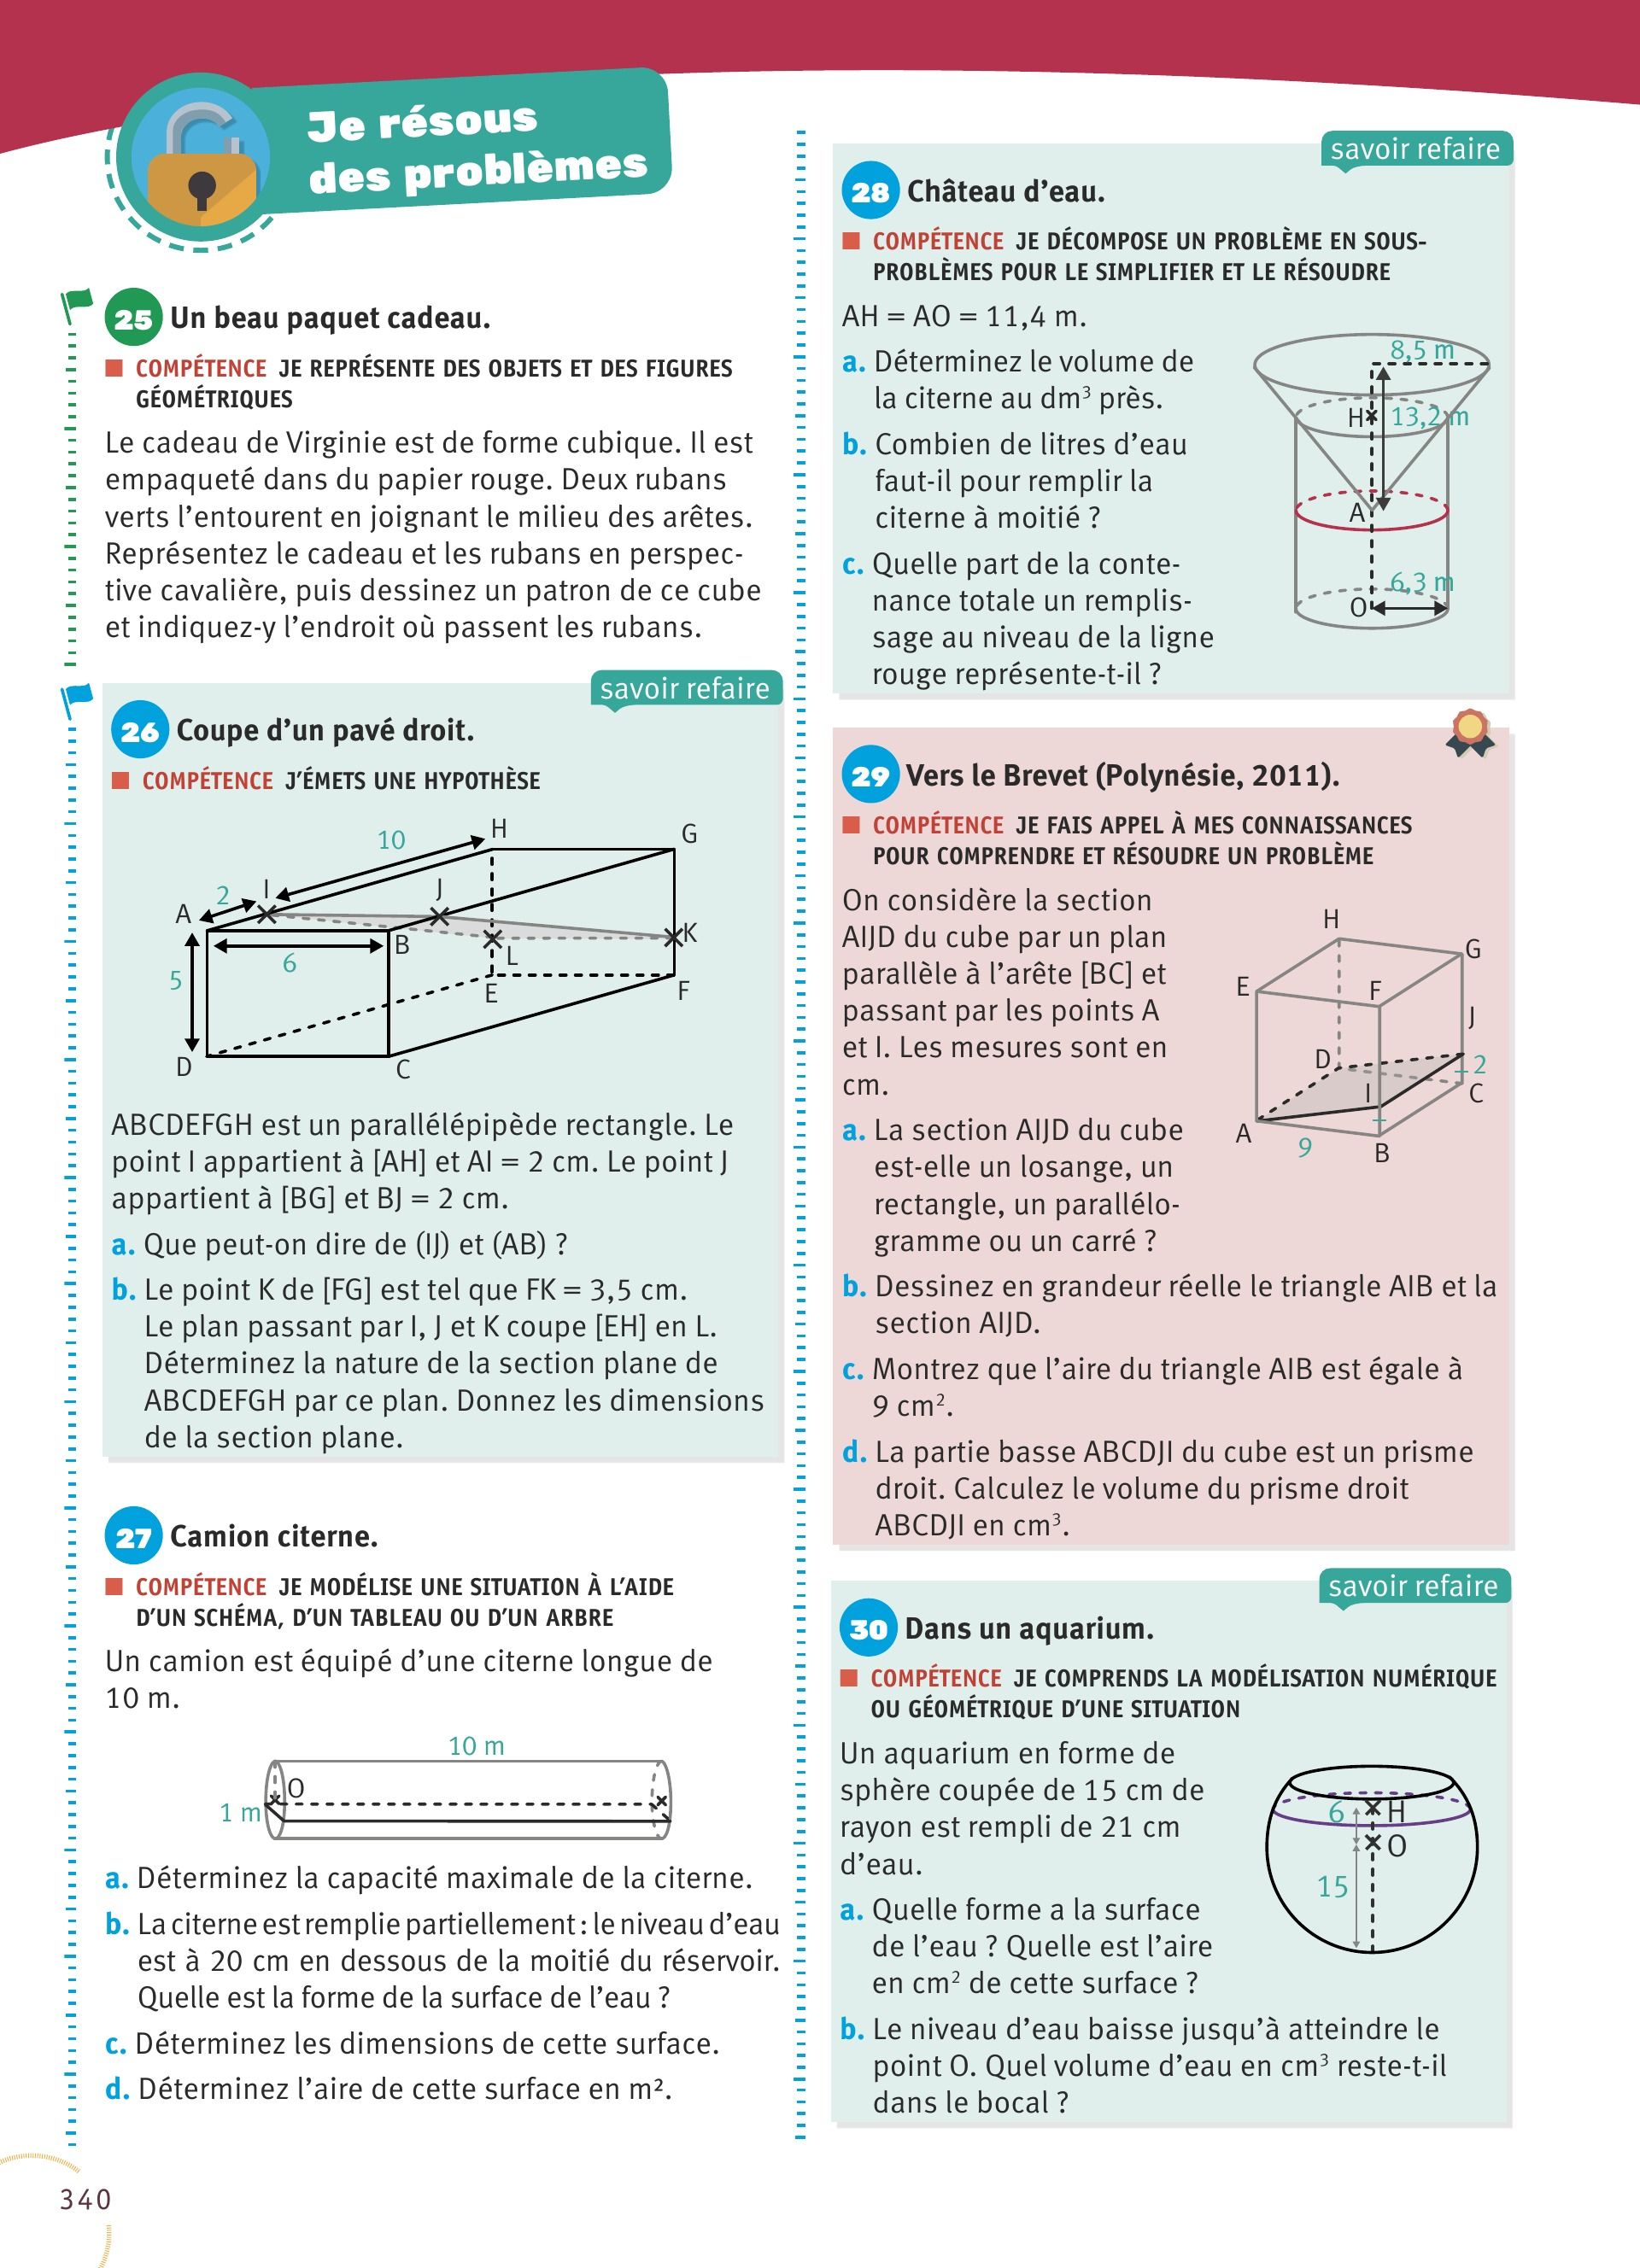 Je résous
des problèmes
25 Un beau paquet cadeau.
COMPÉTENCE JE REPRÉSENTE DES OBJETS ET DES FIGURES
GÉOMÉTRIQUES
Le cadeau de Virginie est de forme cubique. Il est
empaqueté dans du papier rouge. Deux rubans
verts l’entourent en joignant le milieu des arêtes.
Représentez le cadeau et les rubans en perspec-
tive cavalière, puis dessinez un patron de ce cube
et indiquez-y l’endroit où passent les rubans.
savoir refaire
26 Coupe d’un pavé droit.
COMPÉTENCE J’ÉMETS UNE HYPOTHÈSE
10
H
G
2
I
J
A
B
K
6
L
5
E
F
D
C
ABCDEFGH est un parallélépipède rectangle. Le
point I appartient à [AH] et AI = 2 cm. Le point J
appartient à [BG] et BJ = 2 cm.
a. Que peut-on dire de (IJ) et (AB) ?
b. Le point K de [FG] est tel que FK = 3,5 cm.
Le plan passant par I, J et K coupe [EH] en L.
Déterminez la nature de la section plane de
ABCDEFGH par ce plan. Donnez les dimensions
de la section plane.
27 Camion citerne.
COMPÉTENCE JE MODÉLISE UNE SITUATION À L’AIDE
D’UN SCHÉMA, D’UN TABLEAU OU D’UN ARBRE
Un camion est équipé d’une citerne longue de
10 m.
10 m
O
1 m
a. Déterminez la capacité maximale de la citerne.
b. La citerne est remplie partiellement : le niveau d’eau
est à 20 cm en dessous de la moitié du réservoir.
Quelle est la forme de la surface de l’eau ?
c. Déterminez les dimensions de cette surface.
d. Déterminez l’aire de cette surface en m².
340
savoir refaire
28 Château d’eau.
COMPÉTENCE JE DÉCOMPOSE UN PROBLÈME EN SOUS-
PROBLÈMES POUR LE SIMPLIFIER ET LE RÉSOUDRE
AH = AO = 11,4 m.
a. Déterminez le volume de
la citerne au dm³ près.
b. Combien de litres d’eau
faut-il pour remplir la
citerne à moitié ?
c. Quelle part de la conte-
nance totale un remplis-
sage au niveau de la ligne
rouge représente-t-il ?
8,5 m
H
13,2 m
A
6,3 m
O
29 Vers le Brevet (Polynésie, 2011).
COMPÉTENCE JE FAIS APPEL À MES CONNAISSANCES
POUR COMPRENDRE ET RÉSOUDRE UN PROBLÈME
On considère la section
AIJD du cube par un plan
parallèle à l’arête [BC] et
passant par les points A
et I. Les mesures sont en
cm.
H
G
E
F
J
D
2
I
C
A
9
B
a. La section AIJD du cube
est-elle un losange, un
rectangle, un parallélo-
gramme ou un carré ?
b. Dessinez en grandeur réelle le triangle AIB et la
section AIJD.
c. Montrez que l’aire du triangle AIB est égale à
9 cm².
d. La partie basse ABCDJI du cube est un prisme
droit. Calculez le volume du prisme droit
ABCDJI en cm³.
savoir refaire
30 Dans un aquarium.
COMPÉTENCE JE COMPRENDS LA MODÉLISATION NUMÉRIQUE
OU GÉOMÉTRIQUE D’UNE SITUATION
Un aquarium en forme de
sphère coupée de 15 cm de
rayon est rempli de 21 cm
d’eau.
6
H
O
15
a. Quelle forme a la surface
de l’eau ? Quelle est l’aire
en cm² de cette surface ?
b. Le niveau d’eau baisse jusqu’à atteindre le
point O. Quel volume d’eau en cm³ reste-t-il
dans le bocal ?